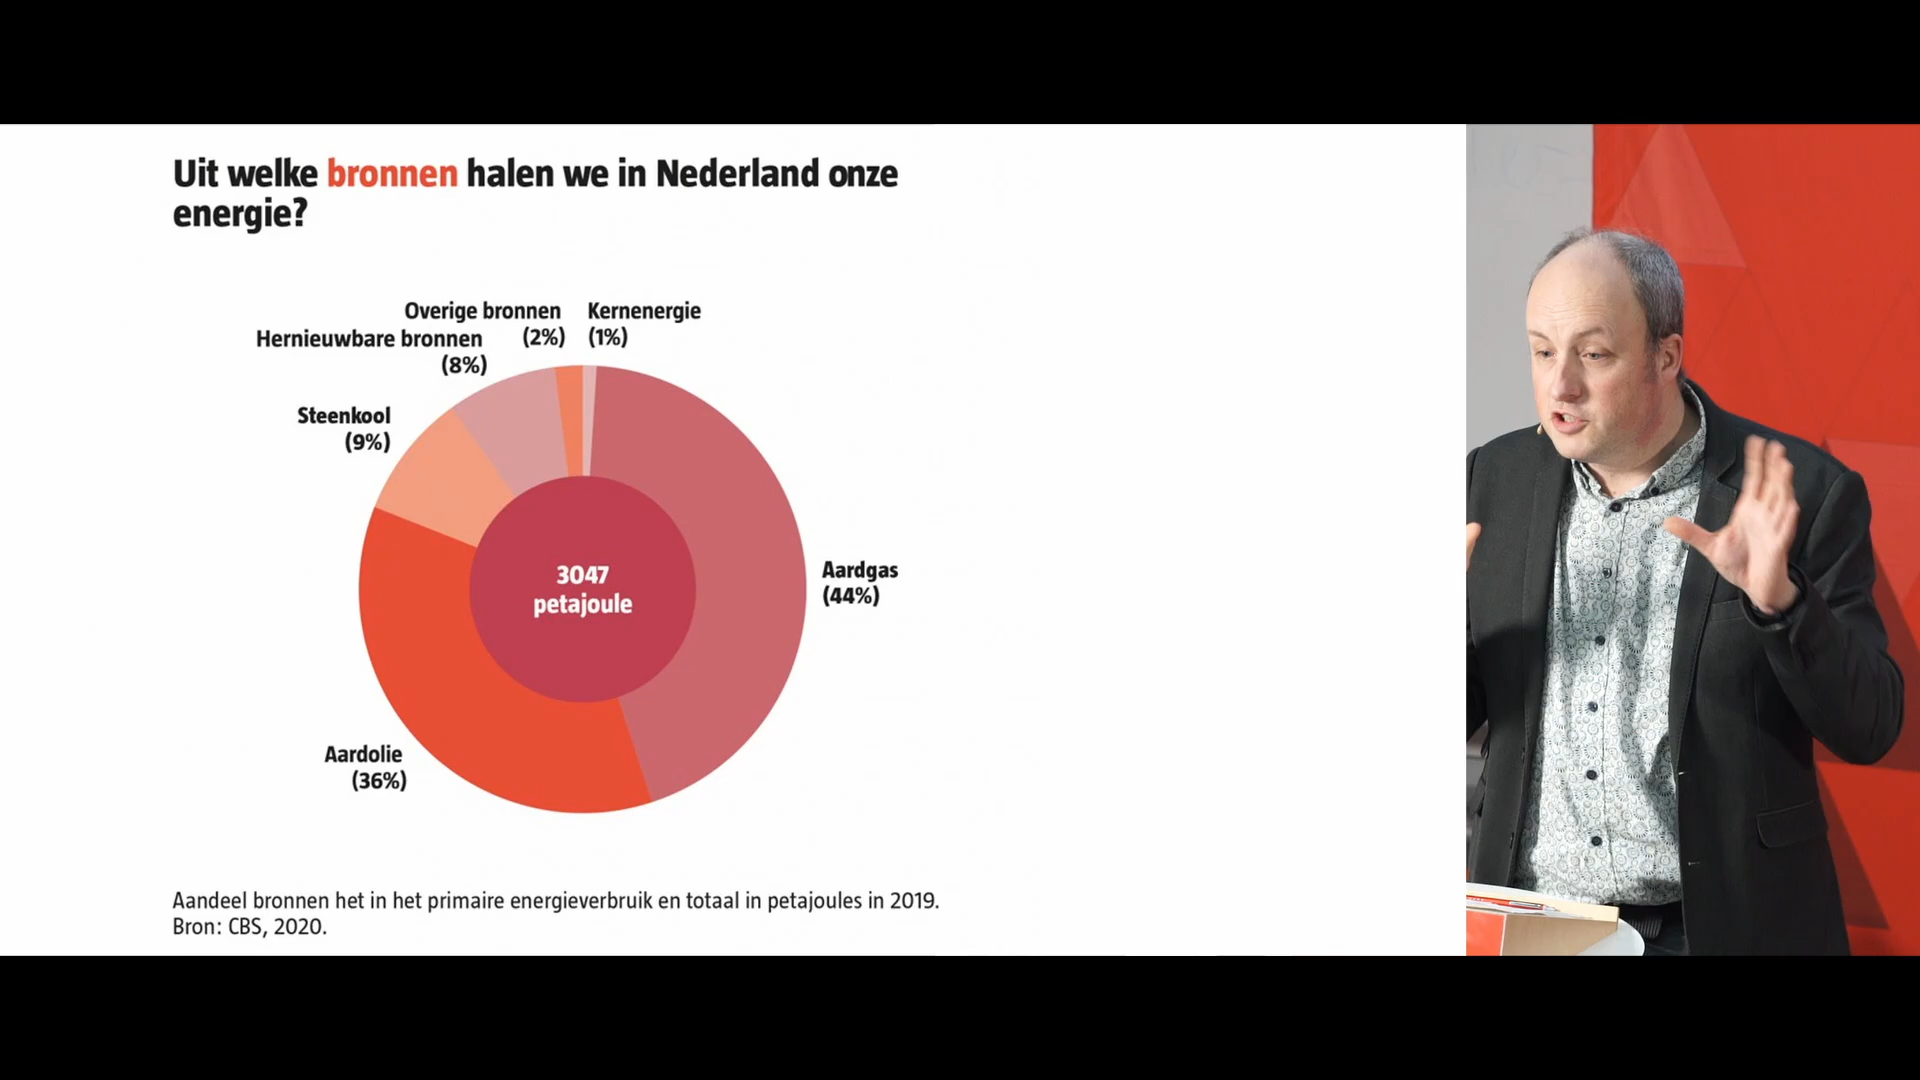 Uit welke bronnen halen we in Nederland onze
energie?
Overige bronnen
(2%)
Kernenergie
(1%)
Hernieuwbare bronnen
(8%)
Steenkool
(9%)
3047
petajoule
Aardgas
(44%)
Aardolie
(36%)
Aandeel bronnen het in het primaire energieverbruik en totaal in petajoules in 2019.
Bron: CBS, 2020.